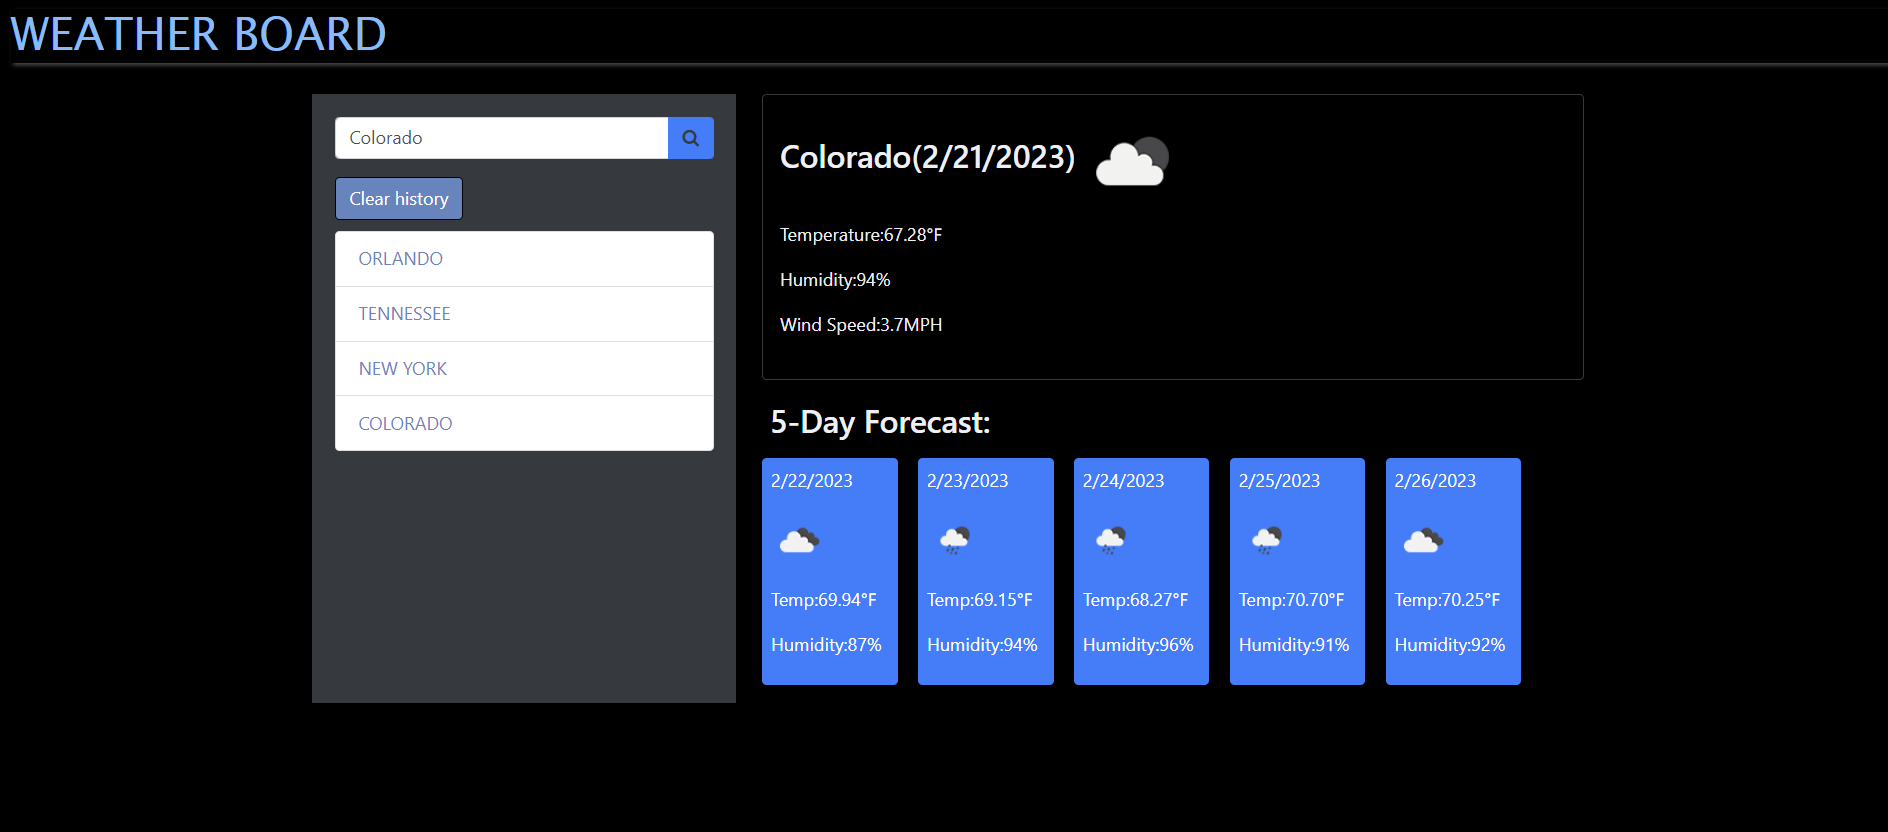 WEATHER BOARD
Colorado
Clear history
ORLANDO
TENNESSEE
NEW YORK
COLORADO
Colorado(2/21/2023)
Temperature:67.28°F
Humidity:94%
Wind Speed:3.7MPH
5-Day Forecast:
2/22/2023
Temp:69.94°F
Humidity:87%
2/23/2023
Temp:69.15°F
Humidity:94%
2/24/2023
Temp:68.27°F
Humidity:96%
2/25/2023
Temp:70.70°F
Humidity:91%
2/26/2023
Temp:70.25°F
Humidity:92%